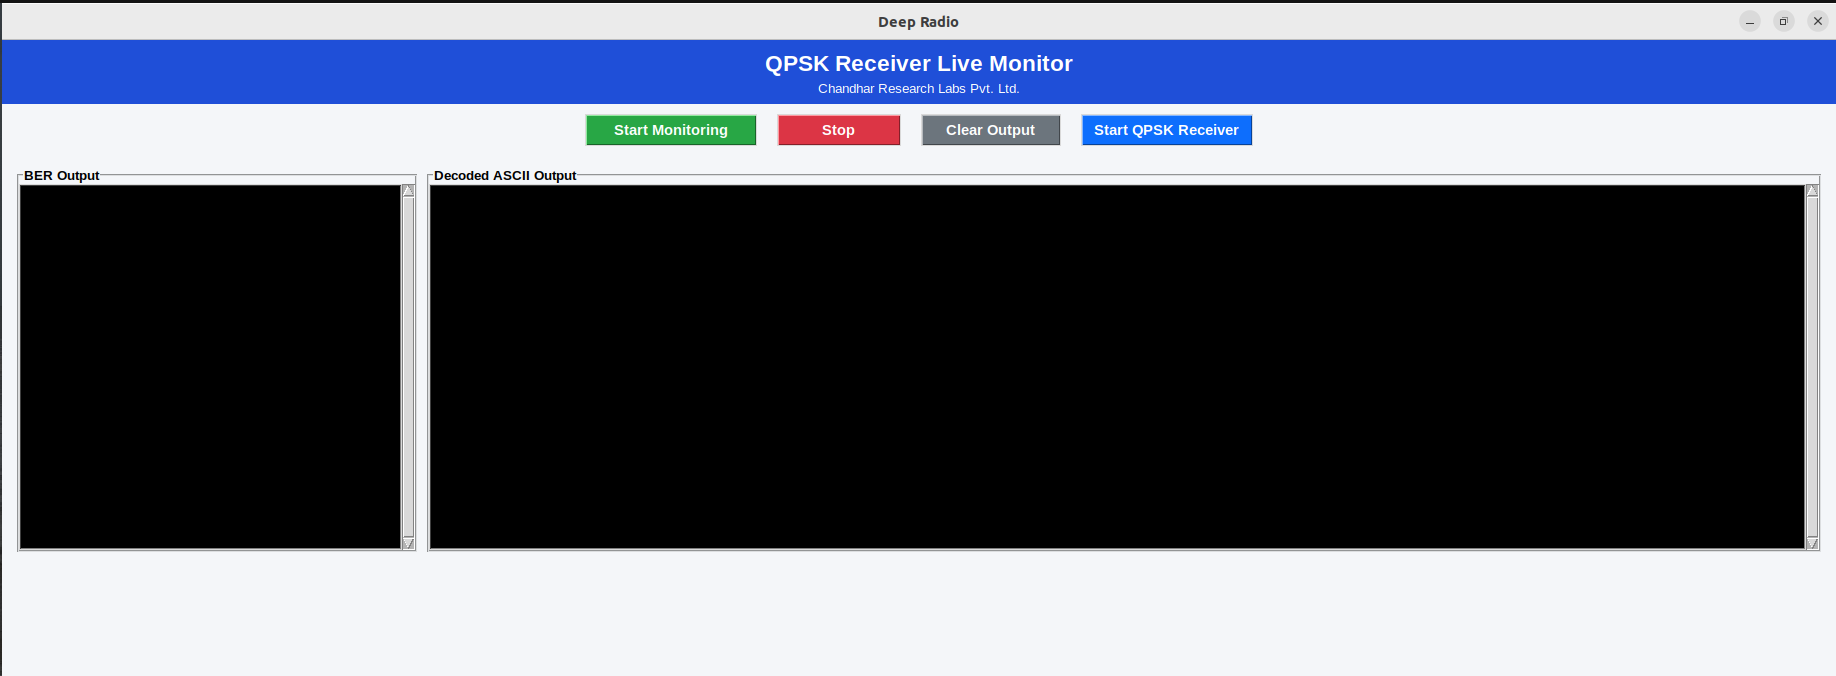 Deep Radio
QPSK Receiver Live Monitor
Chandhar Research Labs Pvt. Ltd.
Start Monitoring Stop Clear Output Start QPSK Receiver
BER Output Decoded ASCII Output